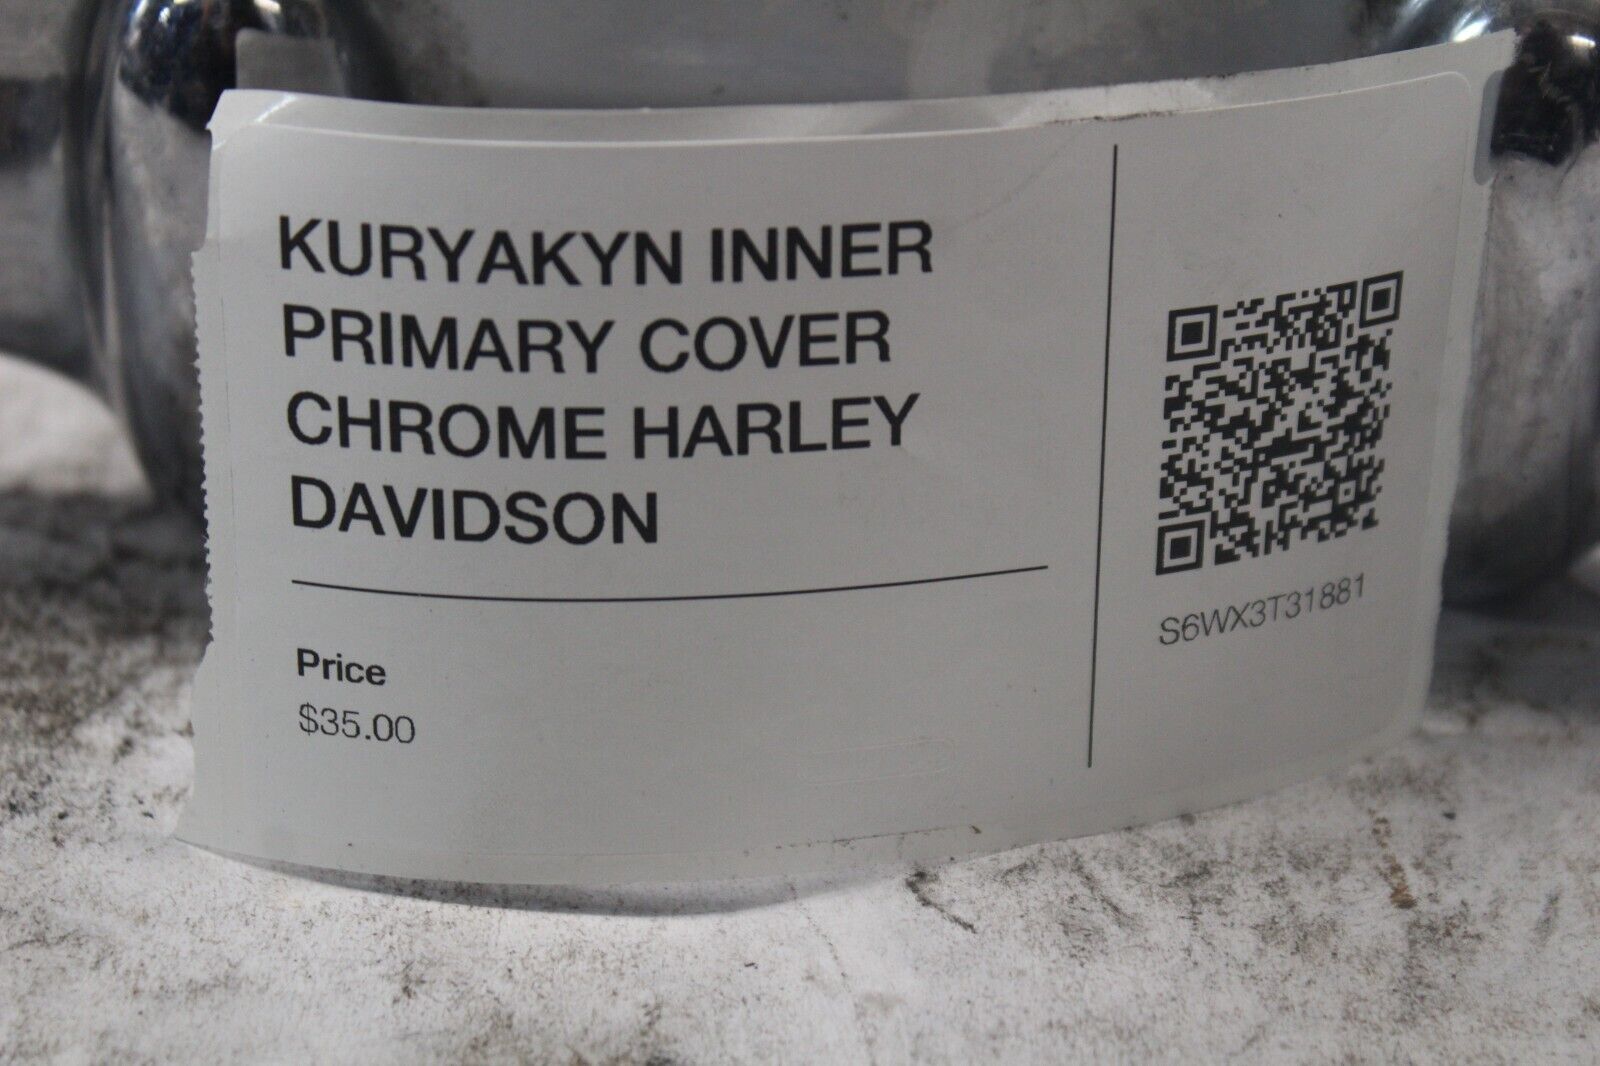 KURYAKYN INNER
PRIMARY COVER
CHROME HARLEY
DAVIDSON
Price
$35.00
S6WX3T31881